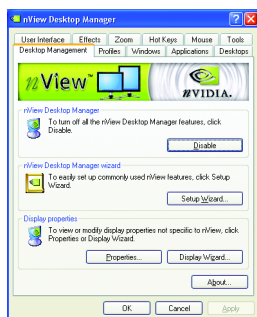 nView Desktop Manager
User Interface Effects Zoom Hot Keys Mouse Tools
Desktop Management Profiles Windows Applications Desktops
nView™
NVIDIA.
nView Desktop Manager
To turn off all the nView Desktop Manager features, click
Disable.
Disable
nView Desktop Manager wizard
To easily set up commonly used nView features, click Setup
Wizard.
Setup Wizard...
Display properties
To view or modify display properties not specific to nView, click
Properties or Display Wizard.
Properties... Display Wizard...
About...
OK Cancel Apply